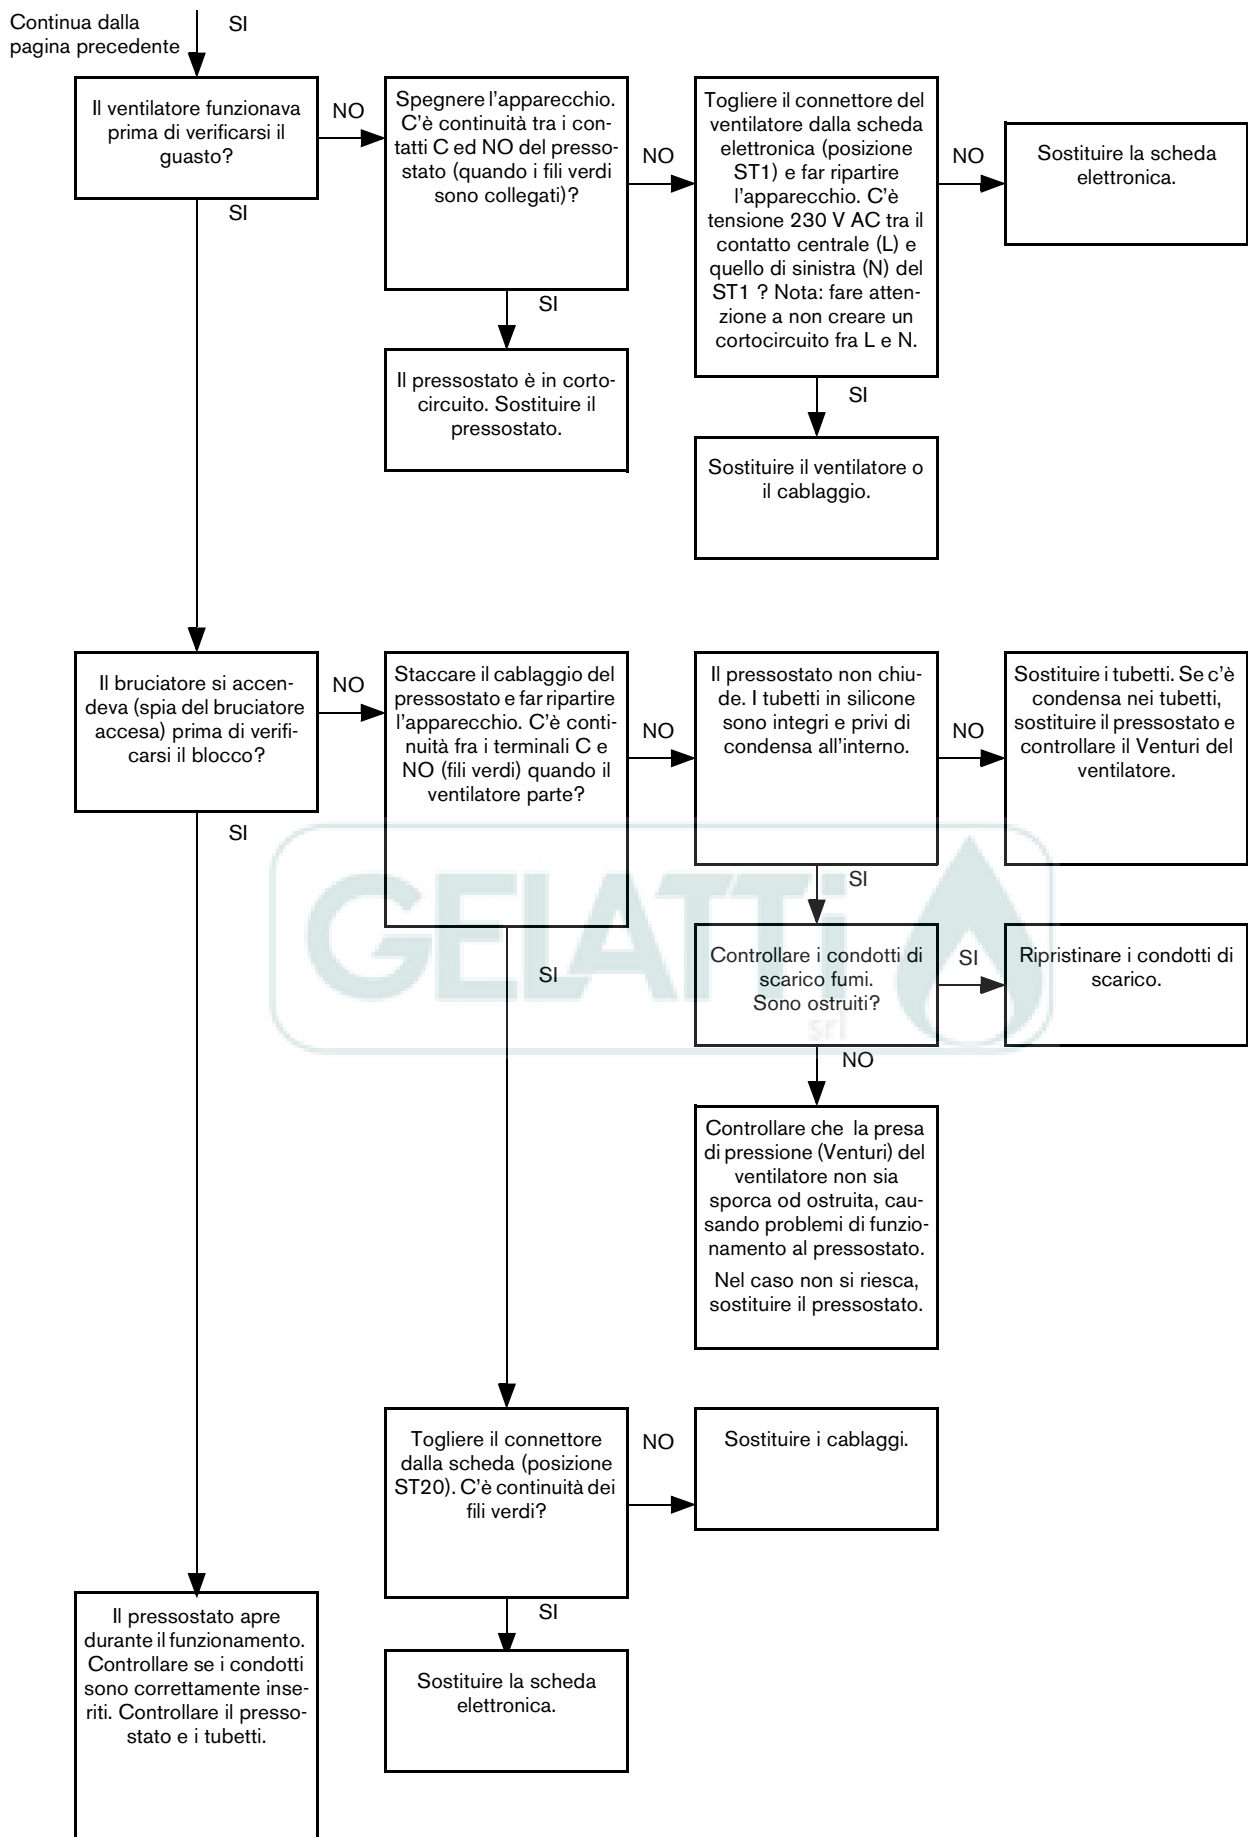 Continua dalla
pagina precedente
SI
Il ventilatore funzionava
prima di verificarsi il
guasto?
NO
SI
Spegnere l'apparecchio.
C'è continuità tra i con-
tatti C ed NO del presso-
stato (quando i fili verdi
sono collegati)?
NO
SI
Il pressostato è in corto-
circuito. Sostituire il
pressostato.
Togliere il connettore del
ventilatore dalla scheda
elettronica (posizione
ST1) e far ripartire
l'apparecchio. C'è
tensione 230 V AC tra il
contatto centrale (L) e
quello di sinistra (N) del
ST1 ? Nota: fare atten-
zione a non creare un
cortocircuito fra L e N.
NO
SI
Sostituire la scheda
elettronica.
Sostituire il ventilatore o
il cablaggio.
Il bruciatore si accen-
deva (spia del bruciatore
accesa) prima di verifi-
carsi il blocco?
NO
SI
Staccare il cablaggio del
pressostato e far ripartire
l'apparecchio. C'è conti-
nuità fra i terminali C e
NO (fili verdi) quando il
ventilatore parte?
NO
SI
Il pressostato non chiu-
de. I tubetti in silicone
sono integri e privi di
condensa all'interno.
NO
SI
Sostituire i tubetti. Se c'è
condensa nei tubetti,
sostituire il pressostato e
controllare il Venturi del
ventilatore.
GELATTi
srl
Controllare i condotti di
scarico fumi.
Sono ostruiti?
SI
NO
Ripristinare i condotti di
scarico.
Controllare che la presa
di pressione (Venturi) del
ventilatore non sia
sporca od ostruita, cau-
sando problemi di funzio-
namento al pressostato.
Nel caso non si riesca,
sostituire il pressostato.
Togliere il connettore
dalla scheda (posizione
ST20). C'è continuità dei
fili verdi?
NO
SI
Sostituire i cablaggi.
Sostituire la scheda
elettronica.
Il pressostato apre
durante il funzionamento.
Controllare se i condotti
sono correttamente inse-
riti. Controllare il presso-
stato e i tubetti.